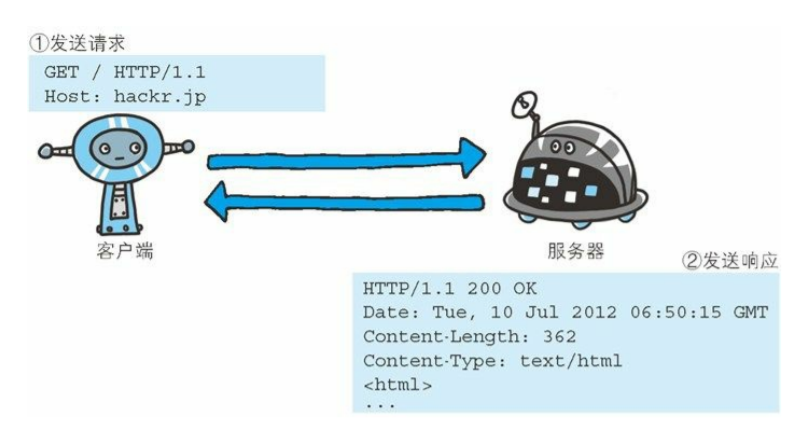 ①发送请求
GET / HTTP/1.1
Host: hackr.jp
客户端
服务器
②发送响应
HTTP/1.1 200 OK
Date: Tue, 10 Jul 2012 06:50:15 GMT
Content-Length: 362
Content-Type: text/html
<html>
...